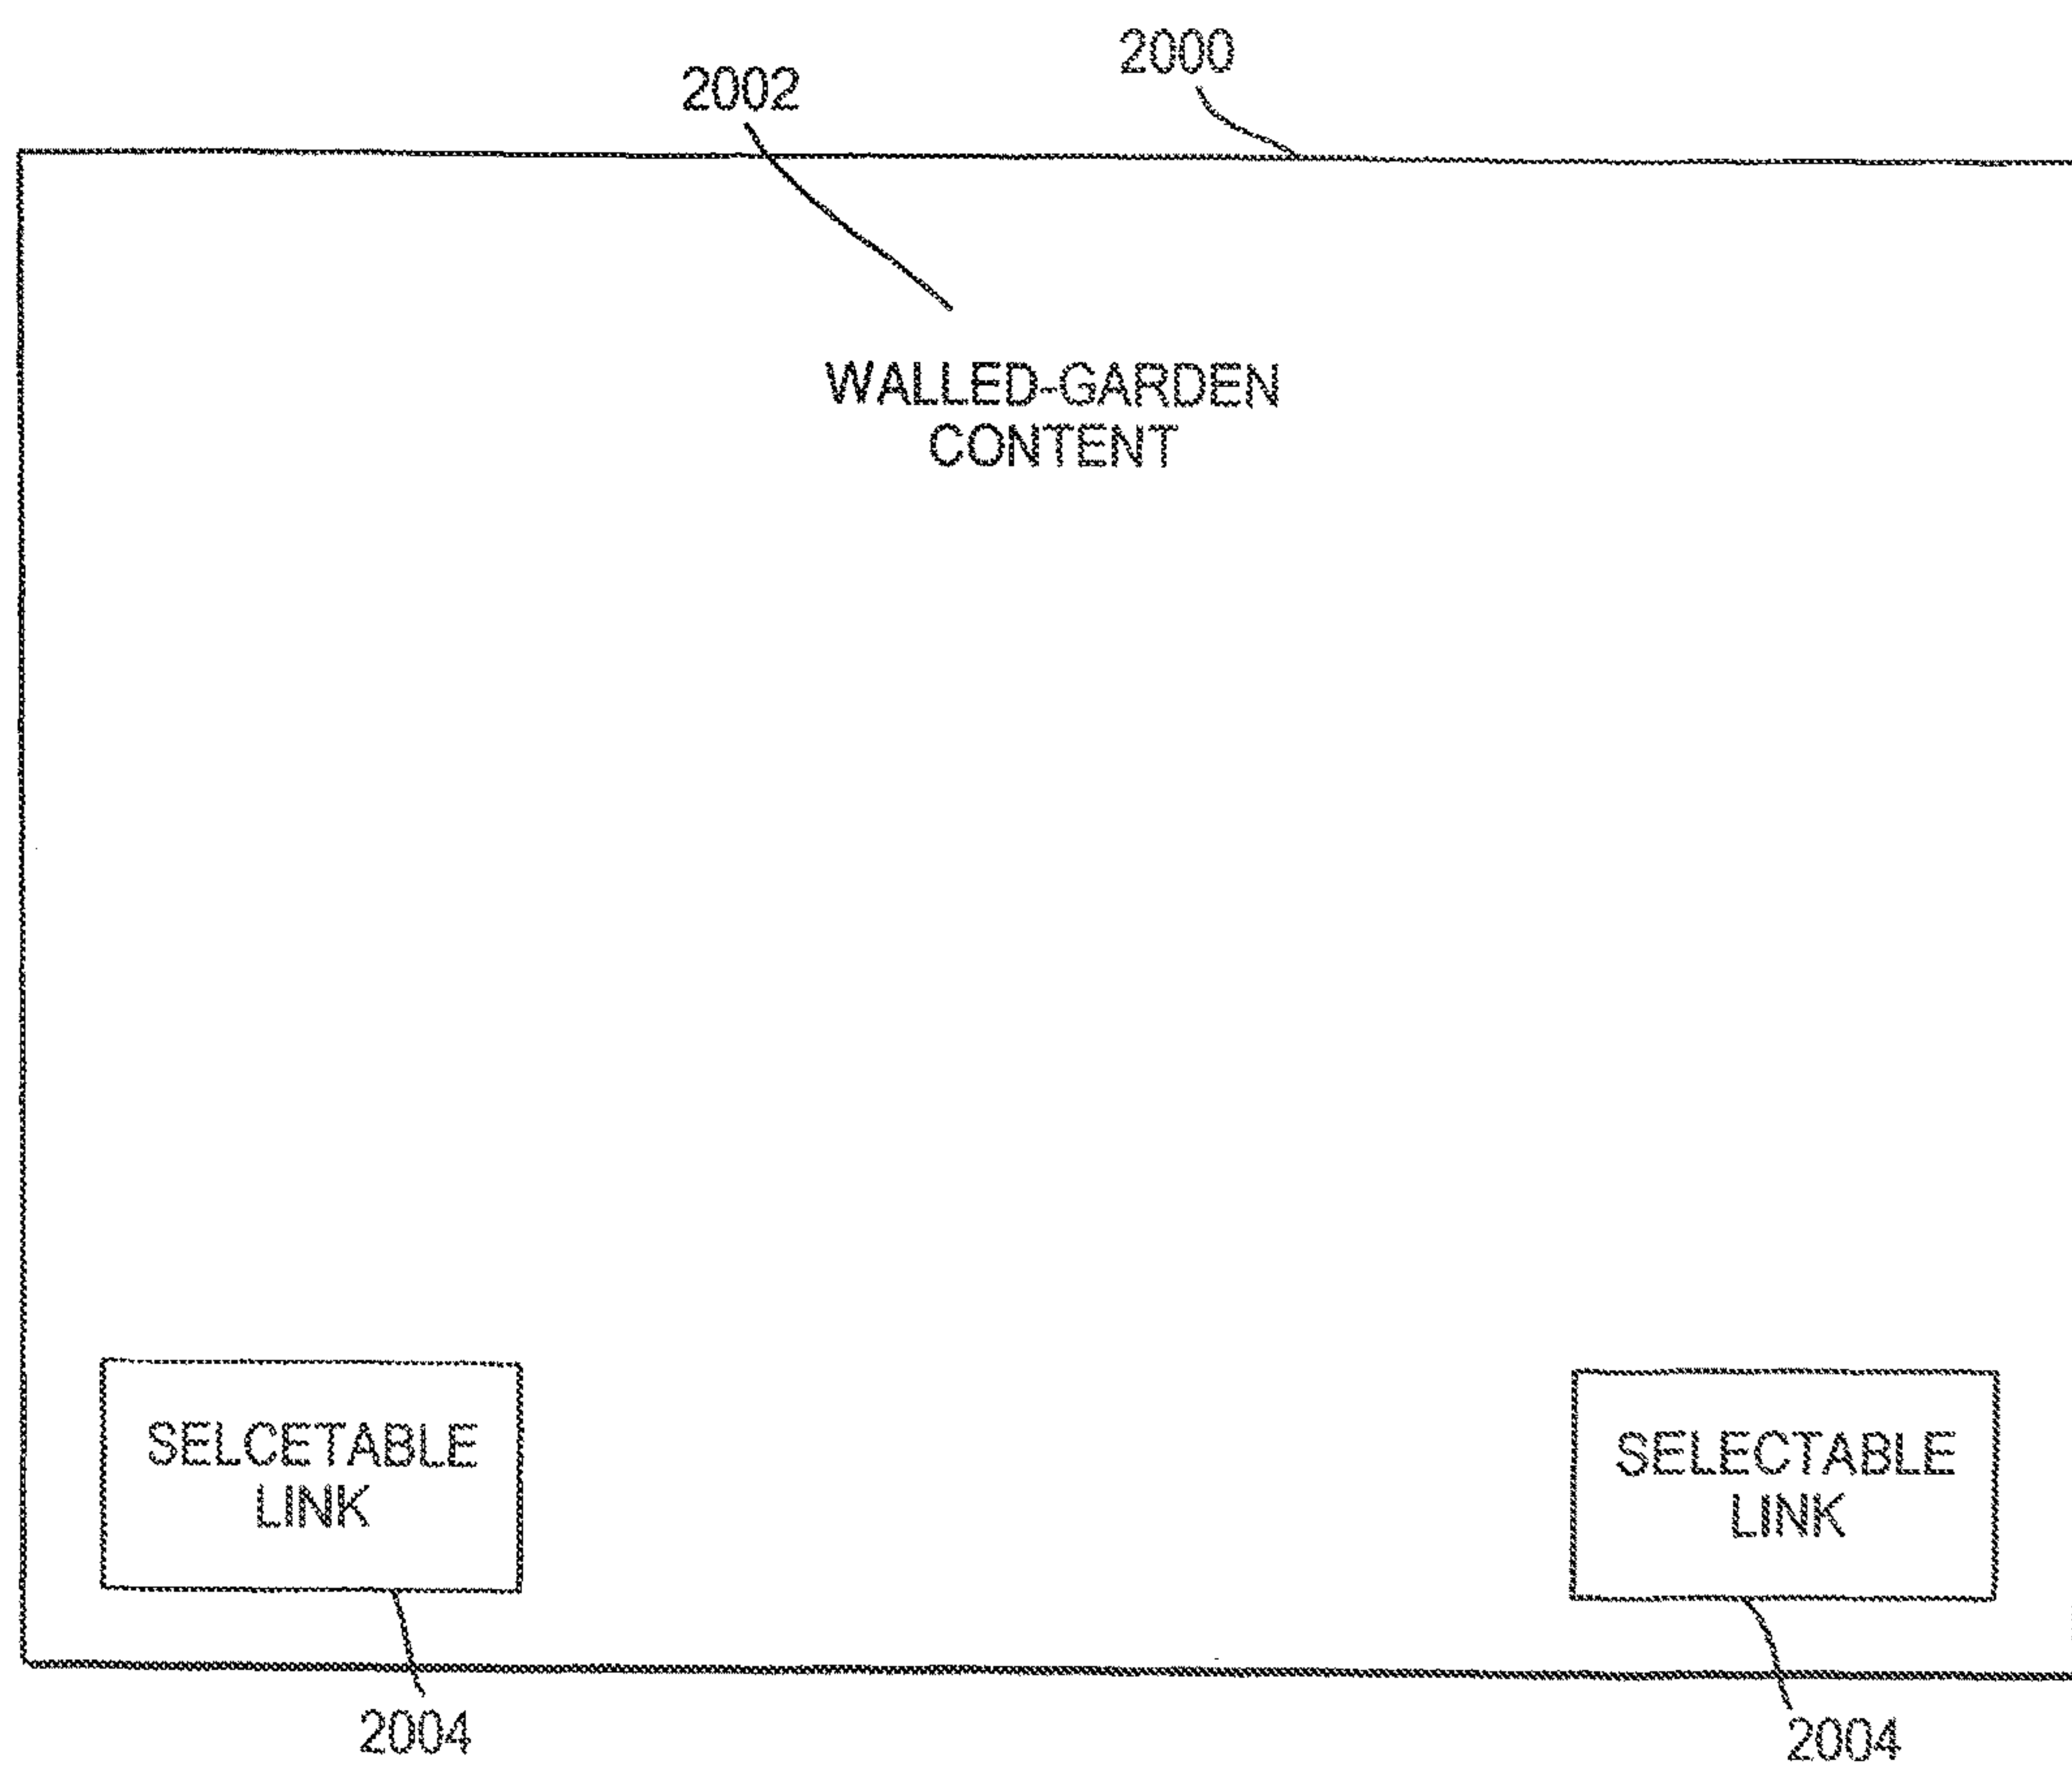 2000
2002
WALLED-GARDEN
CONTENT
SELCETABLE
LINK
SELECTABLE
LINK
2004
2004